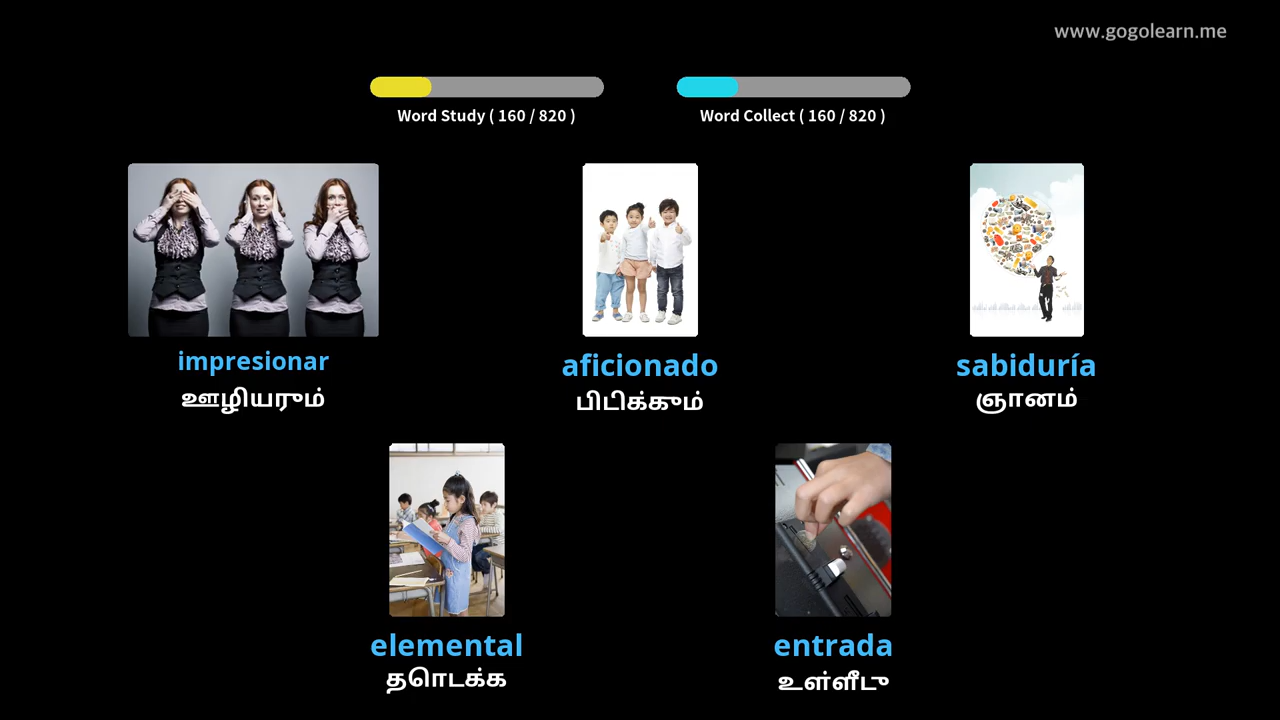 www.gogolearn.me
Word Study ( 160 / 820 )
Word Collect ( 160 / 820 )
impresionar
ஊழியரும்
aficionado
பிடிக்கும்
sabiduría
ஞானம்
elemental
தொடக்க
entrada
உள்ளீடு